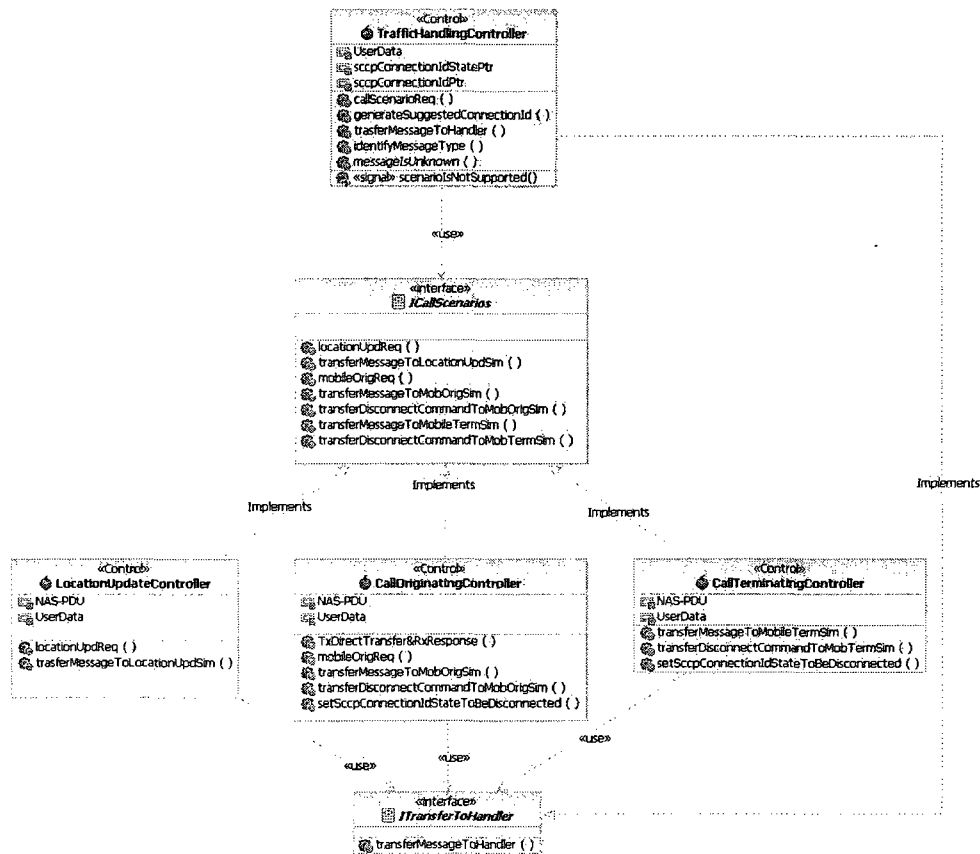 «Control»
TrafficHandlingController
UserData
sccpConnectionIdStatePtr
sccpConnectionIdPtr
callScenarioReq ( )
generateSuggestedConnectionId ( )
trasferMessageToHandler ( )
identifyMessageType ( )
messageIsUnknown ( )
«signal» scenarioIsNotSupported()
«use»
«interface»
ICallScenarios
locationUpdReq ( )
transferMessageToLocationUpdSim ( )
mobileOrigReq ( )
transferMessageToMobOrigSim ( )
transferDisconnectCommandToMobOrigSim ( )
transferMessageToMobileTermSim ( )
transferDisconnectCommandToMobTermSim ( )
Implements
Implements
Implements
Implements
«Control»
LocationUpdateController
NAS-PDU
UserData
locationUpdReq ( )
trasferMessageToLocationUpdSim ( )
«Control»
CallOriginatingController
NAS-PDU
UserData
TxDirectTransfer&RxResponse ( )
mobileOrigReq ( )
transferMessageToMobOrigSim ( )
transferDisconnectCommandToMobOrigSim ( )
setSccpConnectionIdStateToBeDisconnected ( )
«Control»
CallTerminatingController
NAS-PDU
UserData
transferMessageToMobileTermSim ( )
transferDisconnectCommandToMobTermSim ( )
setSccpConnectionIdStateToBeDisconnected ( )
«use»
«use»
«use»
«interface»
ITransferToHandler
transferMessageToHandler ( )